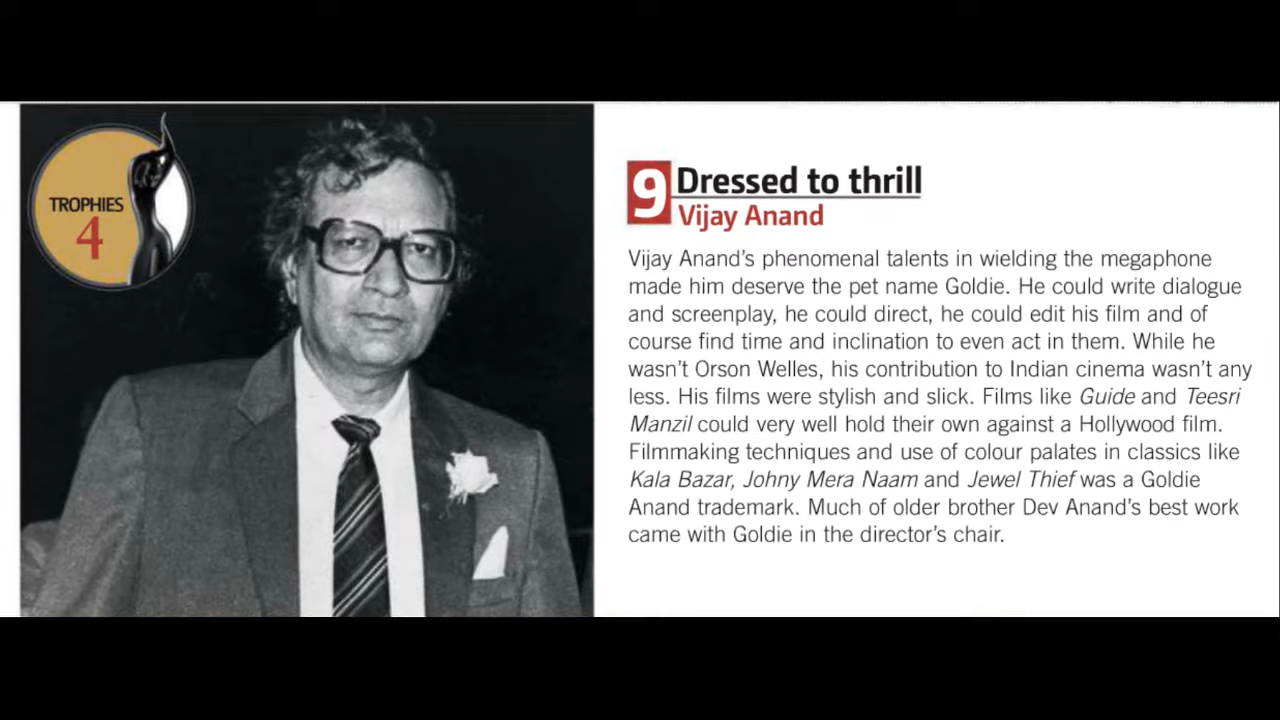 TROPHIES
4
9 Dressed to thrill
Vijay Anand
Vijay Anand's phenomenal talents in wielding the megaphone
made him deserve the pet name Goldie. He could write dialogue
and screenplay, he could direct, he could edit his film and of
course find time and inclination to even act in them. While he
wasn't Orson Welles, his contribution to Indian cinema wasn't any
less. His films were stylish and slick. Films like Guide and Teesri
Manzil could very well hold their own against a Hollywood film.
Filmmaking techniques and use of colour palates in classics like
Kala Bazar, Johny Mera Naam and Jewel Thief was a Goldie
Anand trademark. Much of older brother Dev Anand's best work
came with Goldie in the director's chair.